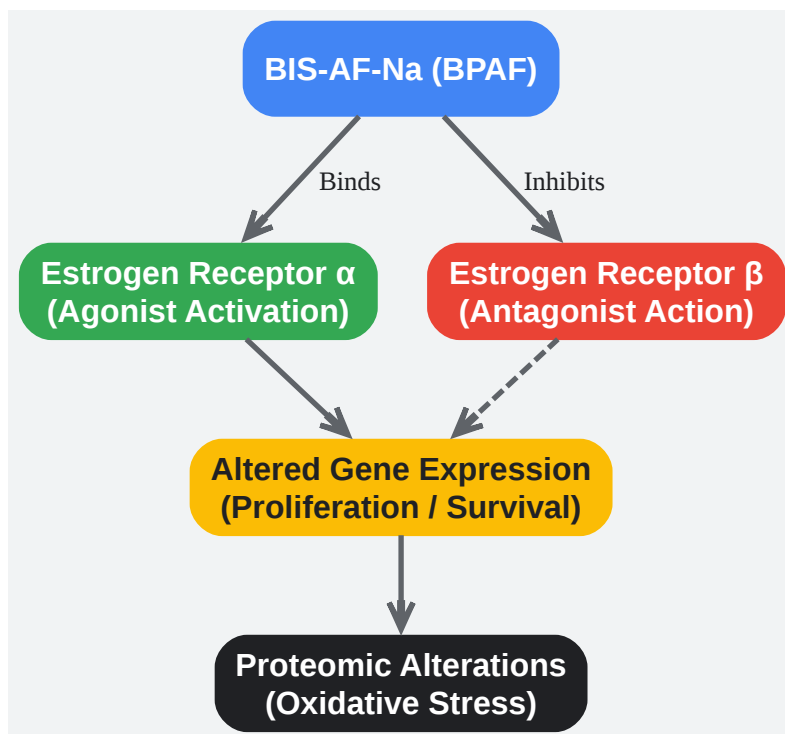 BIS-AF-Na (BPAF)
Binds
Inhibits
Estrogen Receptor α
(Agonist Activation)
Estrogen Receptor β
(Antagonist Action)
Altered Gene Expression
(Proliferation / Survival)
Proteomic Alterations
(Oxidative Stress)